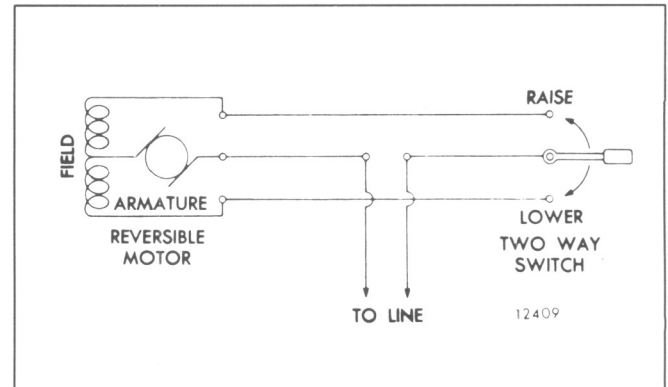 RAISE
FIELD
ARMATURE
REVERSIBLE
MOTOR
LOWER
TWO WAY
SWITCH
TO LINE
12409